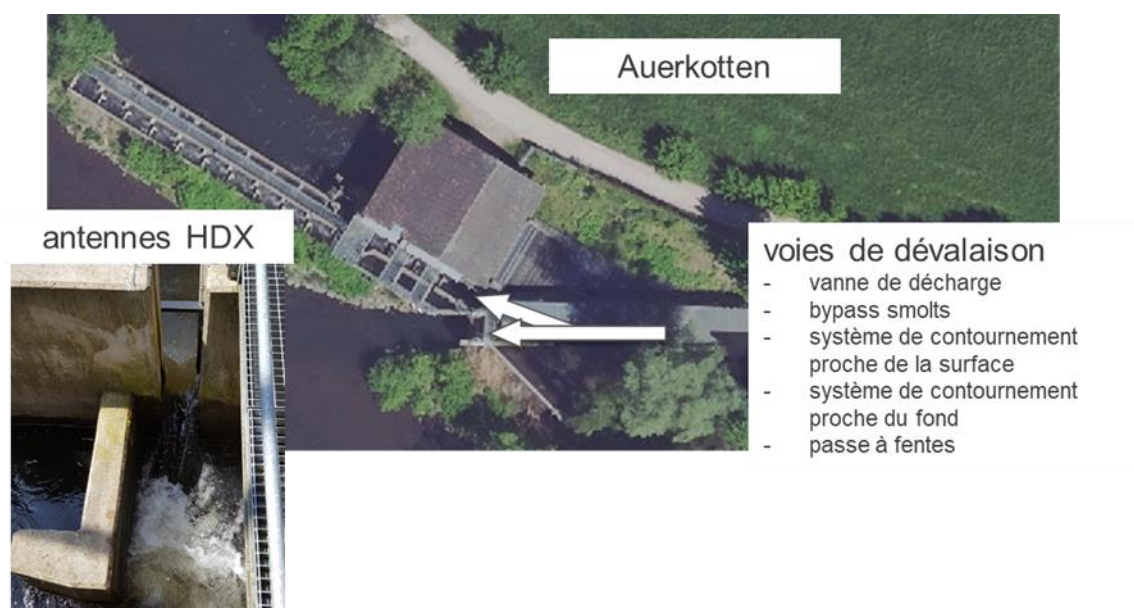 Auerkotten
antennes HDX
voies de dévalaison
- vanne de décharge
- bypass smolts
- système de contournement
proche de la surface
- système de contournement
proche du fond
- passe à fentes